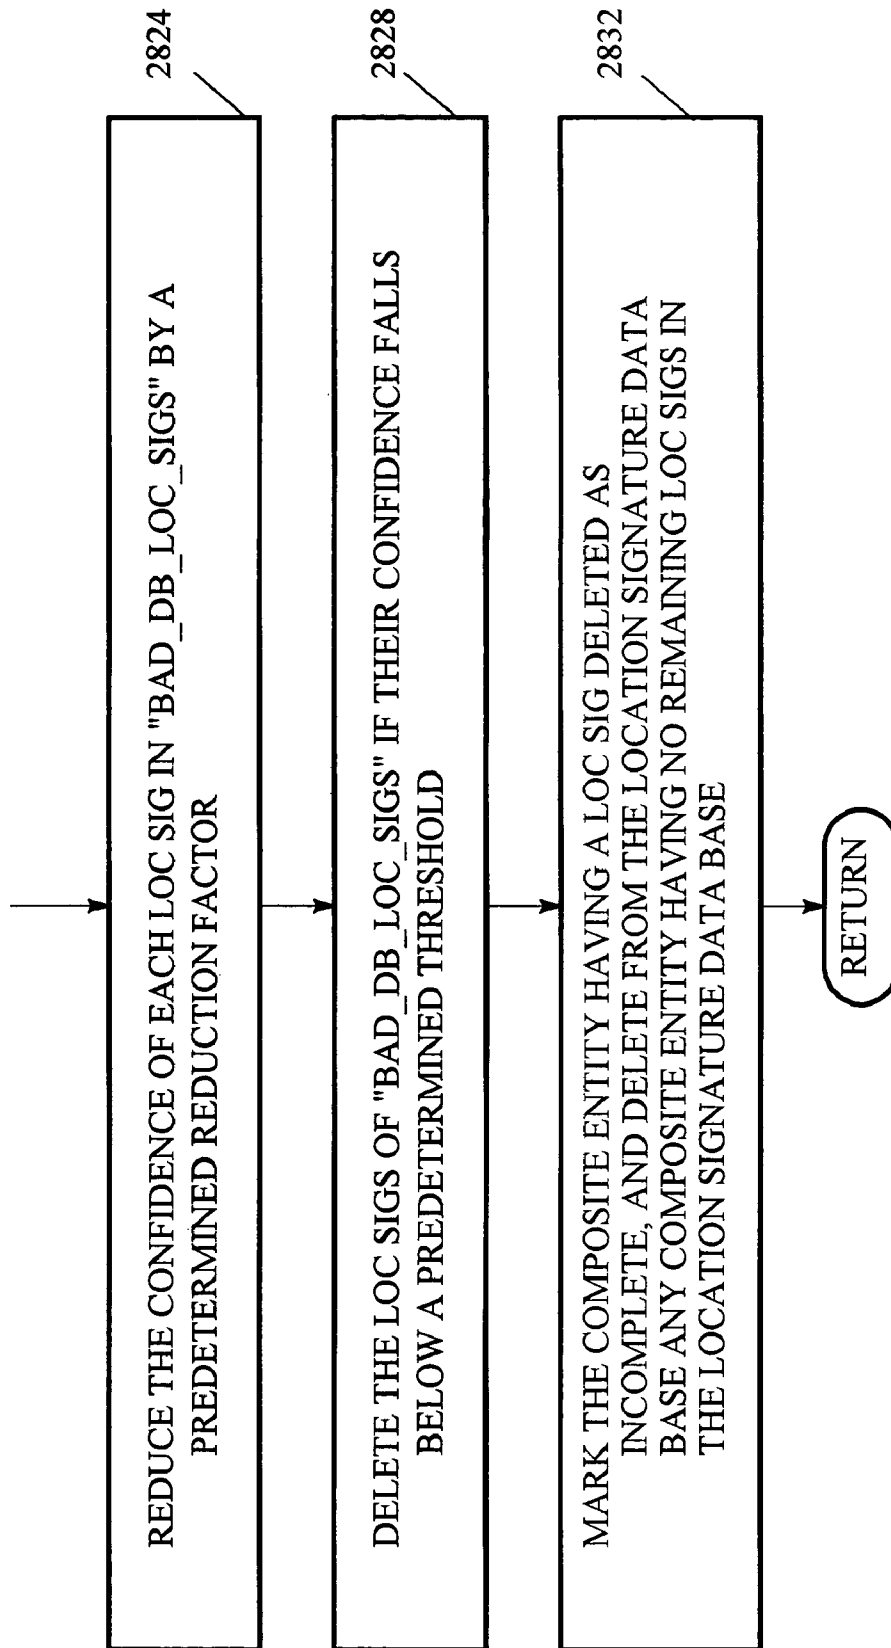 REDUCE THE CONFIDENCE OF EACH LOC SIG IN "BAD_DB_LOC_SIGS" BY A
PREDETERMINED REDUCTION FACTOR
2824
DELETE THE LOC SIGS OF "BAD_DB_LOC_SIGS" IF THEIR CONFIDENCE FALLS
BELOW A PREDETERMINED THRESHOLD
2828
MARK THE COMPOSITE ENTITY HAVING A LOC SIG DELETED AS
INCOMPLETE, AND DELETE FROM THE LOCATION SIGNATURE DATA
BASE ANY COMPOSITE ENTITY HAVING NO REMAINING LOC SIGS IN
THE LOCATION SIGNATURE DATA BASE
2832
RETURN